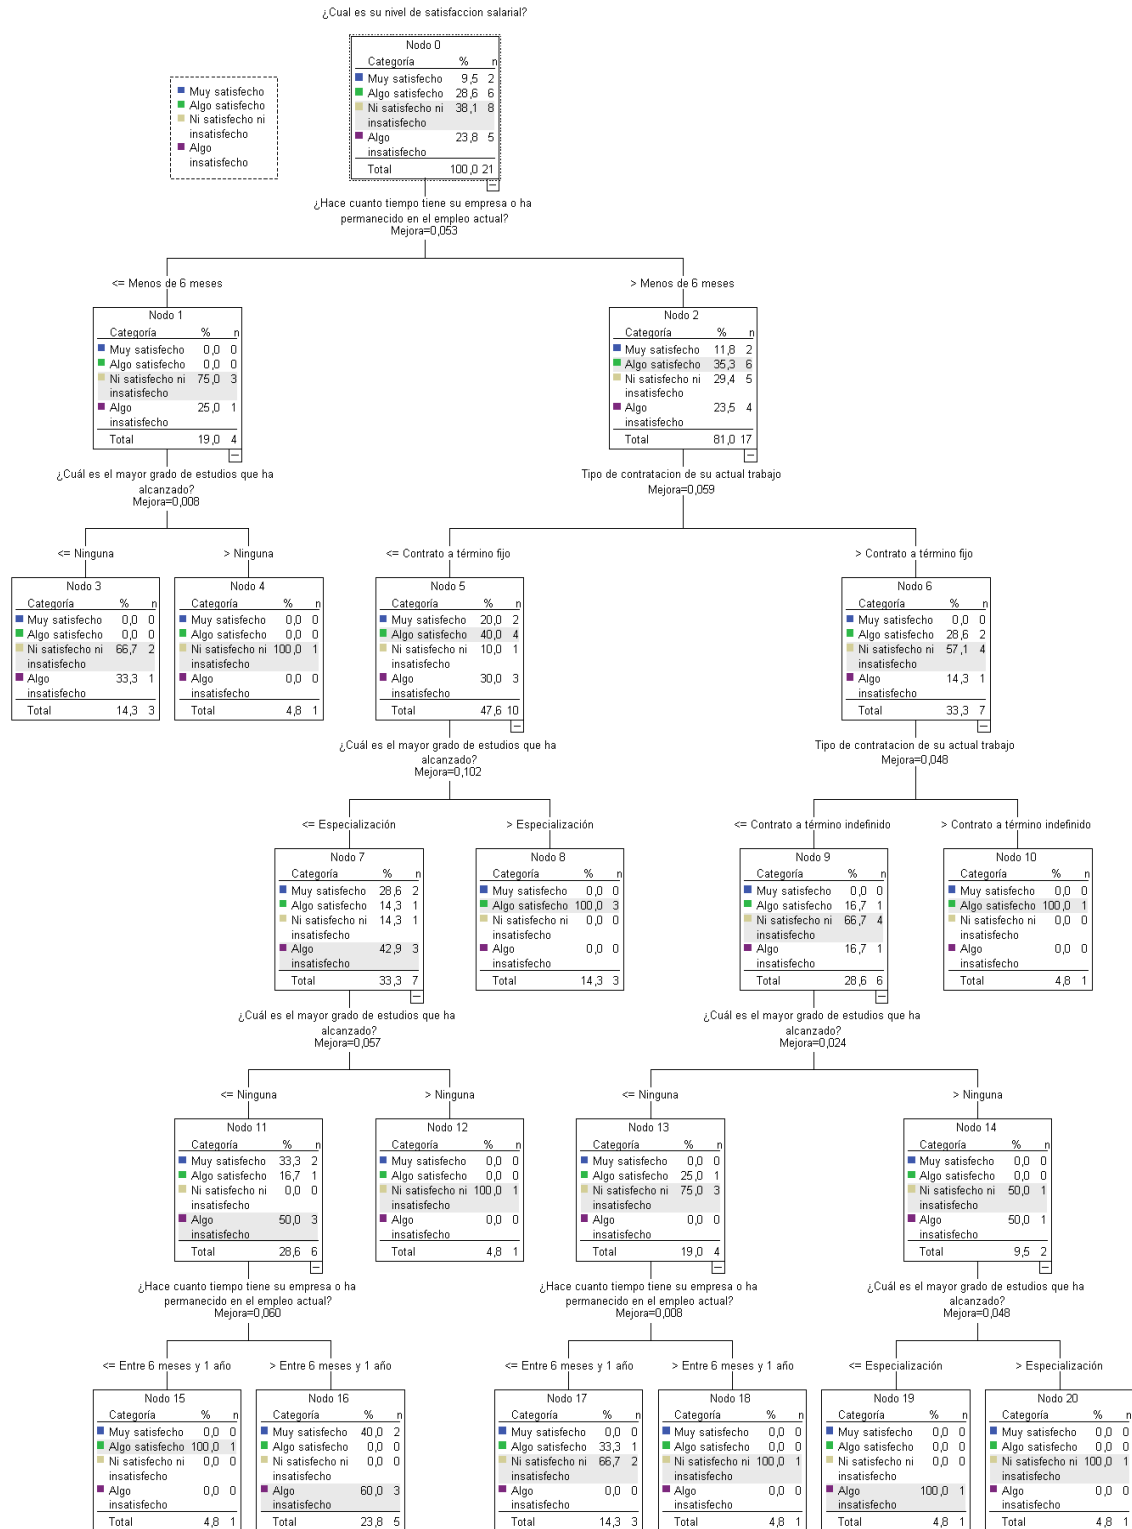 ¿Cual es su nivel de satisfaccion salarial?
Muy satisfecho
Algo satisfecho
Ni satisfecho ni
insatisfecho
Algo
insatisfecho
Nodo 0
Categoría % n
Muy satisfecho 9,5 2
Algo satisfecho 28,6 6
Ni satisfecho ni 38,1 8
insatisfecho
Algo 23,8 5
insatisfecho
Total 100,0 21
¿Hace cuanto tiempo tiene su empresa o ha
permanecido en el empleo actual?
Mejora=0,053
<= Menos de 6 meses
> Menos de 6 meses
Nodo 1
Categoría % n
Muy satisfecho 0,0 0
Algo satisfecho 0,0 0
Ni satisfecho ni 75,0 3
insatisfecho
Algo 25,0 1
insatisfecho
Total 19,0 4
Nodo 2
Categoría % n
Muy satisfecho 11,8 2
Algo satisfecho 35,3 6
Ni satisfecho ni 29,4 5
insatisfecho
Algo 23,5 4
insatisfecho
Total 81,0 17
¿Cuál es el mayor grado de estudios que ha
alcanzado?
Mejora=0,008
Tipo de contratacion de su actual trabajo
Mejora=0,059
<= Ninguna
> Ninguna
<= Contrato a término fijo
> Contrato a término fijo
Nodo 3
Categoría % n
Muy satisfecho 0,0 0
Algo satisfecho 0,0 0
Ni satisfecho ni 66,7 2
insatisfecho
Algo 33,3 1
insatisfecho
Total 14,3 3
Nodo 4
Categoría % n
Muy satisfecho 0,0 0
Algo satisfecho 0,0 0
Ni satisfecho ni 100,0 1
insatisfecho
Algo 0,0 0
insatisfecho
Total 4,8 1
Nodo 5
Categoría % n
Muy satisfecho 20,0 2
Algo satisfecho 40,0 4
Ni satisfecho ni 10,0 1
insatisfecho
Algo 30,0 3
insatisfecho
Total 47,6 10
Nodo 6
Categoría % n
Muy satisfecho 0,0 0
Algo satisfecho 28,6 2
Ni satisfecho ni 57,1 4
insatisfecho
Algo 14,3 1
insatisfecho
Total 33,3 7
¿Cuál es el mayor grado de estudios que ha
alcanzado?
Mejora=0,102
Tipo de contratacion de su actual trabajo
Mejora=0,048
<= Especialización
> Especialización
<= Contrato a término indefinido
> Contrato a término indefinido
Nodo 7
Categoría % n
Muy satisfecho 28,6 2
Algo satisfecho 14,3 1
Ni satisfecho ni 14,3 1
insatisfecho
Algo 42,9 3
insatisfecho
Total 33,3 7
Nodo 8
Categoría % n
Muy satisfecho 0,0 0
Algo satisfecho 100,0 3
Ni satisfecho ni 0,0 0
insatisfecho
Algo 0,0 0
insatisfecho
Total 14,3 3
Nodo 9
Categoría % n
Muy satisfecho 0,0 0
Algo satisfecho 16,7 1
Ni satisfecho ni 66,7 4
insatisfecho
Algo 16,7 1
insatisfecho
Total 28,6 6
Nodo 10
Categoría % n
Muy satisfecho 0,0 0
Algo satisfecho 100,0 1
Ni satisfecho ni 0,0 0
insatisfecho
Algo 0,0 0
insatisfecho
Total 4,8 1
¿Cuál es el mayor grado de estudios que ha
alcanzado?
Mejora=0,057
¿Cuál es el mayor grado de estudios que ha
alcanzado?
Mejora=0,024
<= Ninguna
> Ninguna
<= Ninguna
> Ninguna
Nodo 11
Categoría % n
Muy satisfecho 33,3 2
Algo satisfecho 16,7 1
Ni satisfecho ni 0,0 0
insatisfecho
Algo 50,0 3
insatisfecho
Total 28,6 6
Nodo 12
Categoría % n
Muy satisfecho 0,0 0
Algo satisfecho 0,0 0
Ni satisfecho ni 100,0 1
insatisfecho
Algo 0,0 0
insatisfecho
Total 4,8 1
Nodo 13
Categoría % n
Muy satisfecho 0,0 0
Algo satisfecho 25,0 1
Ni satisfecho ni 75,0 3
insatisfecho
Algo 0,0 0
insatisfecho
Total 19,0 4
Nodo 14
Categoría % n
Muy satisfecho 0,0 0
Algo satisfecho 0,0 0
Ni satisfecho ni 50,0 1
insatisfecho
Algo 50,0 1
insatisfecho
Total 9,5 2
¿Hace cuanto tiempo tiene su empresa o ha
permanecido en el empleo actual?
Mejora=0,060
¿Hace cuanto tiempo tiene su empresa o ha
permanecido en el empleo actual?
Mejora=0,008
¿Cuál es el mayor grado de estudios que ha
alcanzado?
Mejora=0,048
<= Entre 6 meses y 1 año
> Entre 6 meses y 1 año
<= Entre 6 meses y 1 año
> Entre 6 meses y 1 año
<= Especialización
> Especialización
Nodo 15
Categoría % n
Muy satisfecho 0,0 0
Algo satisfecho 100,0 1
Ni satisfecho ni 0,0 0
insatisfecho
Algo 0,0 0
insatisfecho
Total 4,8 1
Nodo 16
Categoría % n
Muy satisfecho 40,0 2
Algo satisfecho 0,0 0
Ni satisfecho ni 0,0 0
insatisfecho
Algo 60,0 3
insatisfecho
Total 23,8 5
Nodo 17
Categoría % n
Muy satisfecho 0,0 0
Algo satisfecho 33,3 1
Ni satisfecho ni 66,7 2
insatisfecho
Algo 0,0 0
insatisfecho
Total 14,3 3
Nodo 18
Categoría % n
Muy satisfecho 0,0 0
Algo satisfecho 0,0 0
Ni satisfecho ni 100,0 1
insatisfecho
Algo 0,0 0
insatisfecho
Total 4,8 1
Nodo 19
Categoría % n
Muy satisfecho 0,0 0
Algo satisfecho 0,0 0
Ni satisfecho ni 0,0 0
insatisfecho
Algo 100,0 1
insatisfecho
Total 4,8 1
Nodo 20
Categoría % n
Muy satisfecho 0,0 0
Algo satisfecho 0,0 0
Ni satisfecho ni 100,0 1
insatisfecho
Algo 0,0 0
insatisfecho
Total 4,8 1